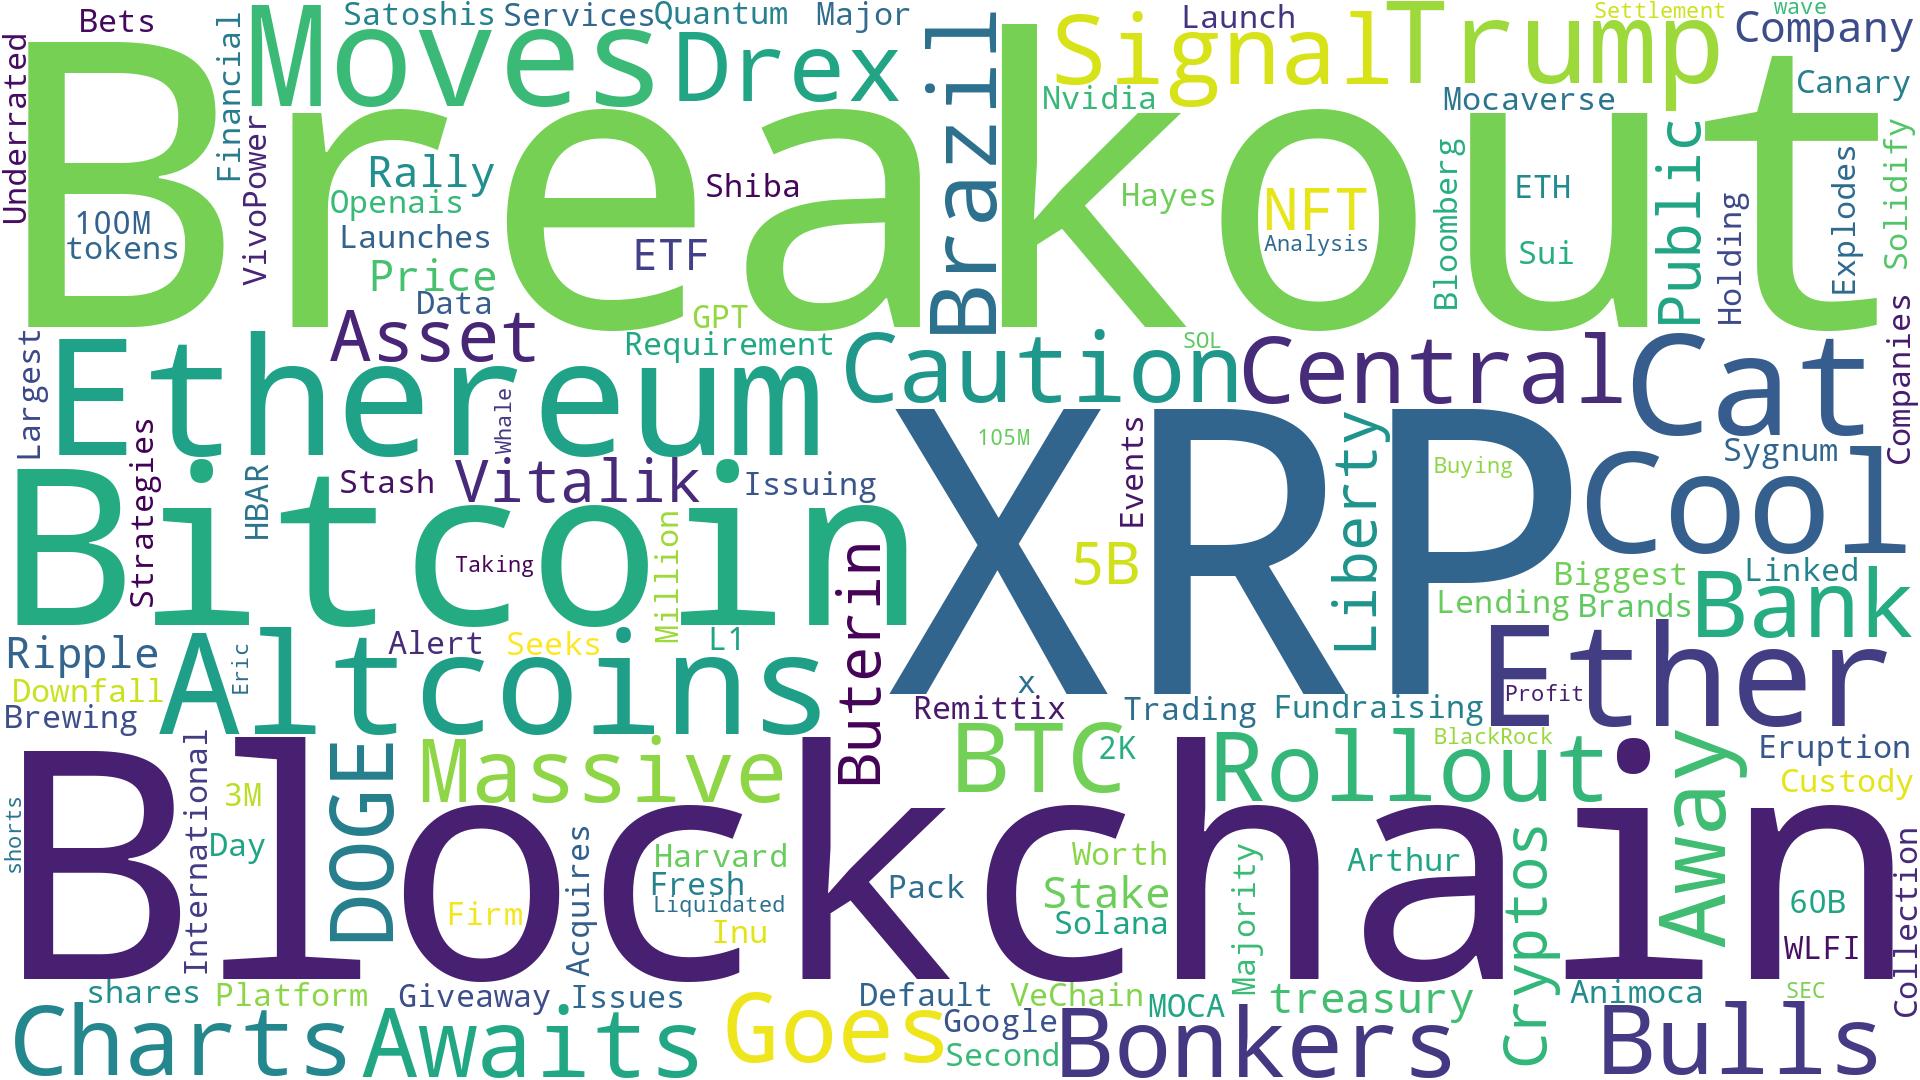 Bets
Satoshis
Services
Quantum
Major
Launch
Settlement
wave
Company
Underrated
Financial
Moves
Drex
Brazil
Signal
Trump
Canary
Nvidia
Mocaverse
Breakout
VivoPower
Rally
Openais
Shiba
Hayes
NFT
Analysis
Bloomberg
ETH
Public
Holding
Explodes
Solidify
100M
tokens
Launches
ETF
Sui
Price
Data
GPT
Asset
Requirement
SOL
Largest
Ethereum
Caution
Central
Cat
Companies
Strategies
Whale
105M
Events
Liberty
Buying
Sygnum
HBAR
Stash
Vitalik
Issuing
Bitcoin
XRP
Cool
Taking
Million
Buterin
5B
Biggest
Linked
Lending
Brands
Bank
Ripple
Alert
Seeks
L1
Eric
Altcoins
Ether
Downfall
x
Profit
Brewing
Remittix
Trading
Fundraising
International
DOGE
Massive
BTC
2K
Rollout
BlackRock
Away
Eruption
Custody
3M
shorts
Blockchain
Day
Acquires
Harvard
Fresh
Liquidated
Pack
Worth
Stake
Solana
Majority
Arthur
Cryptos
60B
WLFI
Collection
Firm
Inu
shares
Platform
Giveaway
Issues
Default
VeChain
MOCA
treasury
Animoca
SEC
Charts
Awaits
Goes
Google
Second
Bonkers
Bulls